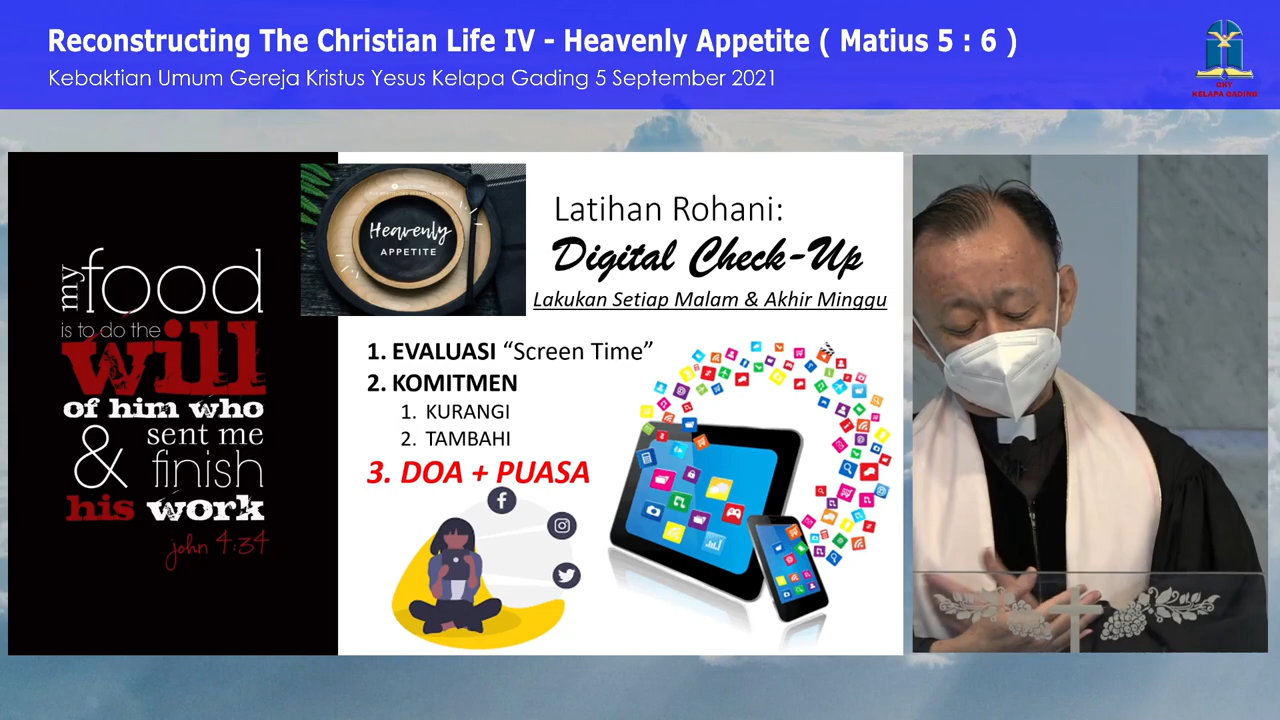 Reconstructing The Christian Life IV - Heavenly Appetite ( Matius 5 : 6 )
Kebaktian Umum Gereja Kristus Yesus Kelapa Gading 5 September 2021
GKY
KELAPA GADING
my food
is to do the
will
of him who
& sent me
finish
his work
john 4:34
Heavenly
APPETITE
Latihan Rohani:
Digital Check-Up
Lakukan Setiap Malam & Akhir Minggu
1. EVALUASI “Screen Time”
2. KOMITMEN
1. KURANGI
2. TAMBAHI
3. DOA + PUASA